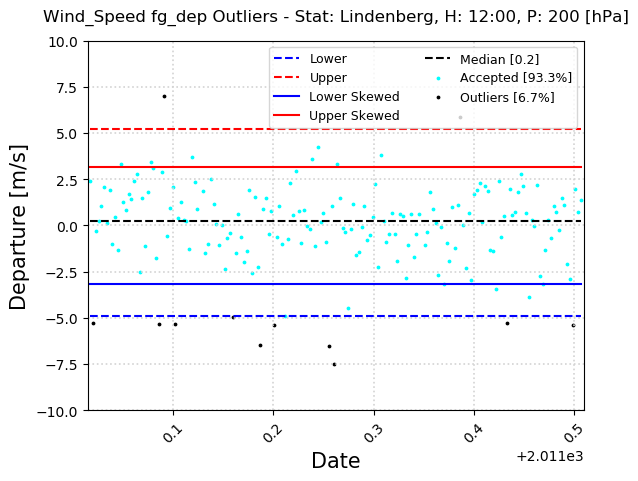 Wind_Speed fg_dep Outliers - Stat: Lindenberg, H: 12:00, P: 200 [hPa]
Departure [m/s]
10.0
7.5
5.0
2.5
0.0
−2.5
−5.0
−7.5
−10.0
Lower
Upper
Lower Skewed
Upper Skewed
Median [0.2]
Accepted [93.3%]
Outliers [6.7%]
0.1
0.2
0.3
0.4
0.5
+2.011e3
Date